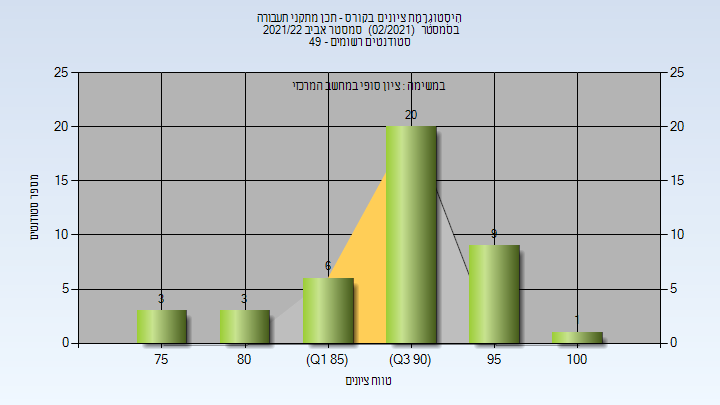 היסטוגרמת ציונים בקורס - תכן מתקני תעבורה
בסמסטר (02/2021) סמסטר אביב 2021/22
סטודנטים רשומים - 49
במשימה : ציון סופי במחשב המרכזי
מספר סטודנטים
25
20
15
10
5
0
25
20
15
10
5
0
3
3
6
20
9
1
75
80
(Q1 85)
(Q3 90)
95
100
טווח ציונים